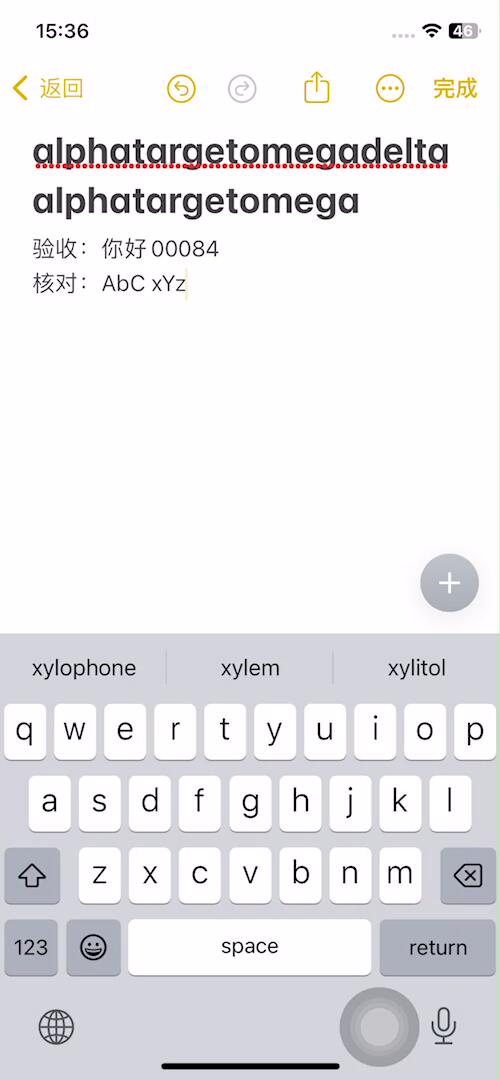 15:36
46
返回
完成
alphatargetomegadelta
alphatargetomega
验收：你好 00084
核对：AbC xYz
xylophone xylem xylitol
q w e r t y u i o p
a s d f g h j k l
z x c v b n m
123 space return